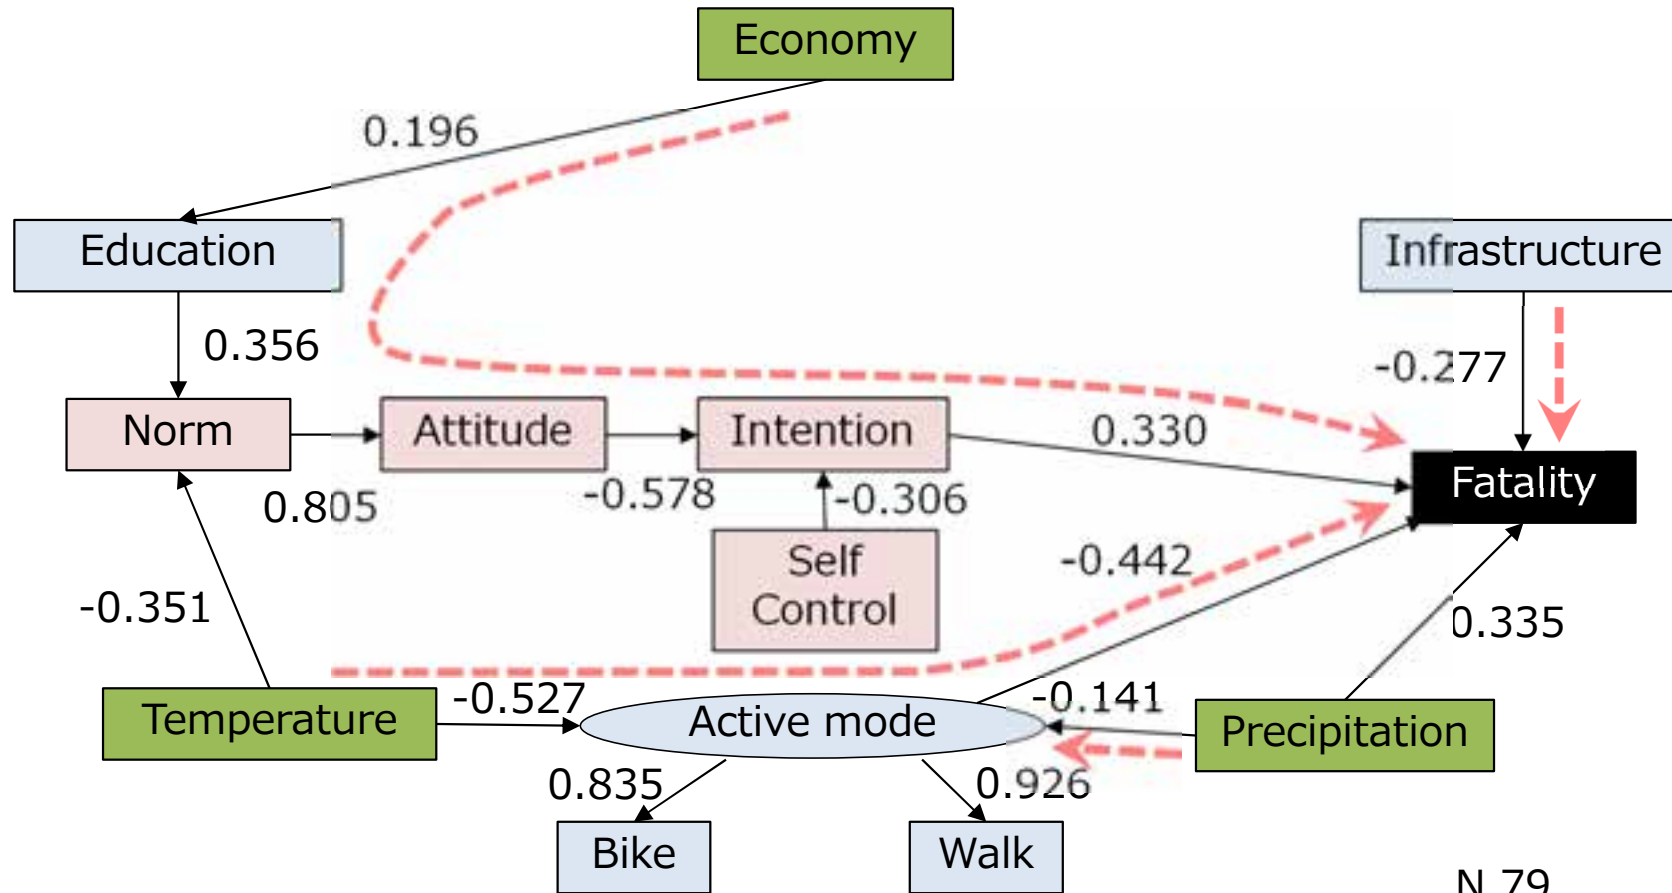 Economy
0.196
Education
Infrastructure
0.356
-0.277
Norm
Attitude
Intention
0.330
Fatality
0.805
-0.578
-0.306
Self
Control
-0.442
-0.351
0.335
Temperature
-0.527
Active mode
-0.141
Precipitation
0.835
0.926
Bike
Walk
N 79